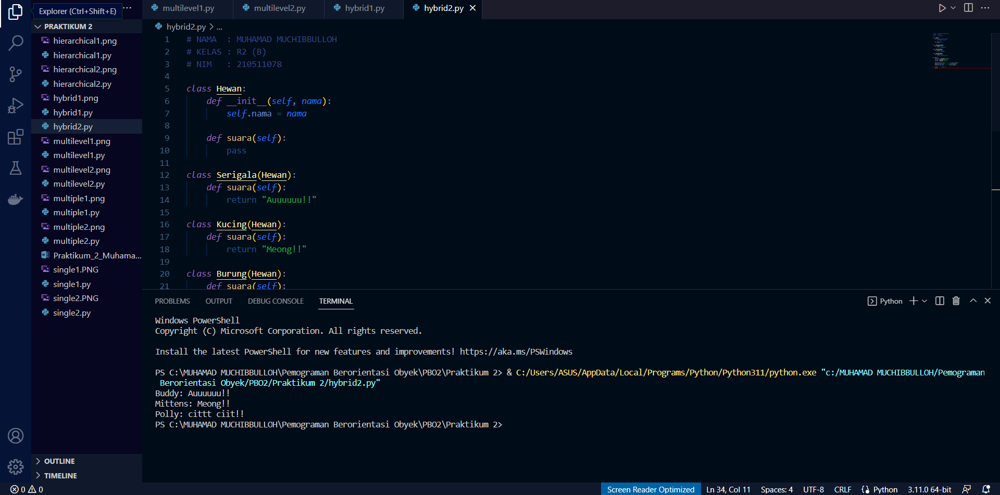 Explorer (Ctrl+Shift+E) ...
multilevel1.py multilevel2.py hybrid1.py hybrid2.py
PRAKTIKUM 2
hierarchical1.png
hierarchical1.py
hierarchical2.png
hierarchical2.py
hybrid1.png
hybrid1.py
hybrid2.py
multilevel1.png
multilevel1.py
multilevel2.png
multilevel2.py
multiple1.png
multiple1.py
multiple2.png
multiple2.py
Praktikum_2_Muhama...
single1.PNG
single1.py
single2.PNG
single2.py
OUTLINE
TIMELINE
hybrid2.py > ...
1 # NAMA  : MUHAMAD MUCHIBBULLOH
2 # KELAS : R2 (B)
3 # NIM   : 210511078
4
5 class Hewan:
6     def __init__(self, nama):
7         self.nama = nama
8
9     def suara(self):
10         pass
11
12 class Serigala(Hewan):
13     def suara(self):
14         return "Auuuuuu!!"
15
16 class Kucing(Hewan):
17     def suara(self):
18         return "Meong!!"
19
20 class Burung(Hewan):
21     def suara(self):
PROBLEMS OUTPUT DEBUG CONSOLE TERMINAL Python
Windows PowerShell
Copyright (C) Microsoft Corporation. All rights reserved.
Install the latest PowerShell for new features and improvements! https://aka.ms/PSWindows
PS C:\MUHAMAD MUCHIBBULLOH\Pemograman Berorientasi Obyek\PBO2\Praktikum 2> & C:/Users/ASUS/AppData/Local/Programs/Python/Python311/python.exe "c:/MUHAMAD MUCHIBBULLOH/Pemograman
Berorientasi Obyek/PBO2/Praktikum 2/hybrid2.py"
Buddy: Auuuuuu!!
Mittens: Meong!!
Polly: cittt ciit!!
PS C:\MUHAMAD MUCHIBBULLOH\Pemograman Berorientasi Obyek\PBO2\Praktikum 2>
0 0 Screen Reader Optimized Ln 34, Col 11 Spaces: 4 UTF-8 CRLF Python 3.11.0 64-bit